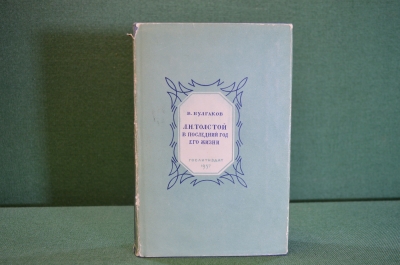 В. БУЛГАКОВ
Л.Н.ТОЛСТОЙ
В ПОСЛЕДНИЙ ГОД
ЕГО ЖИЗНИ
ГОСЛИТИЗДАТ
1957